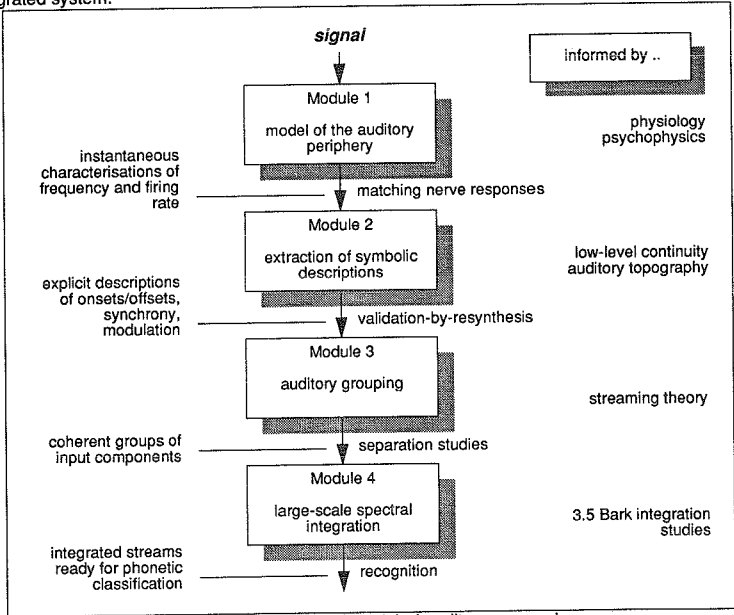 grated system.
signal
informed by ..
Module 1
model of the auditory
periphery
physiology
psychophysics
instantaneous
characterisations of
frequency and firing
rate
matching nerve responses
Module 2
extraction of symbolic
descriptions
low-level continuity
auditory topography
explicit descriptions
of onsets/offsets,
synchrony,
modulation
validation-by-resynthesis
Module 3
auditory grouping
streaming theory
coherent groups of
input components
separation studies
Module 4
large-scale spectral
integration
3.5 Bark integration
studies
integrated streams
ready for phonetic
classification
recognition